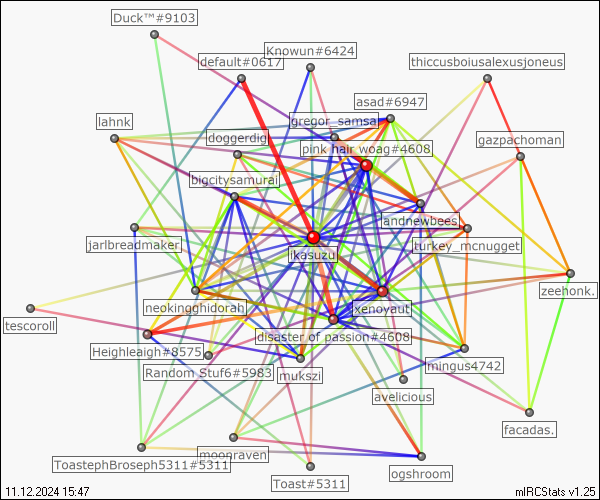 Duck™#9103
Knowun#6424
default#0617
thiccusboiusalexusjoneus
asad#6947
lahnk
gregor_samsa
doggerdig
gazpachoman
pink hair woag#4608
bigcitysamurai
landnewbees
jarlbreadmaker
turkey_mcnugget
ikasuzu
zeehonk.
neokingghidorah
xenoyaut
tescoroll
disaster of passion#4608
Heighleaigh#8575
mingus4742
Random Stuf6#5983
mukszi
avelicious
facadas.
moonraven
ToastephBroseph5311#5311
ogshroom
Toast#5311
11.12.2024 15:47
mIRCStats v1.25